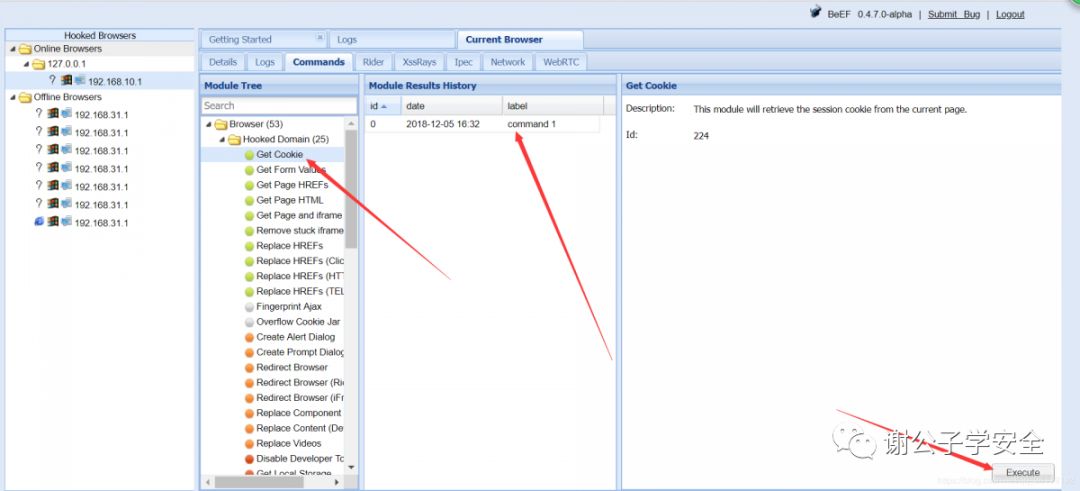 BeEF 0.4.7.0-alpha | Submit Bug | Logout
Hooked Browsers
Online Browsers
127.0.0.1
? 192.168.10.1
Offline Browsers
? 192.168.31.1
? 192.168.31.1
? 192.168.31.1
? 192.168.31.1
? 192.168.31.1
? 192.168.31.1
192.168.31.1
Getting Started
Logs
Current Browser
Details
Logs
Commands
Rider
XssRays
Ipec
Network
WebRTC
Module Tree
Search
Browser (53)
Hooked Domain (25)
Get Cookie
Get Form Values
Get Page HREFs
Get Page HTML
Get Page and iframe
Remove stuck iframe
Replace HREFs
Replace HREFs (Clic
Replace HREFs (HTT
Replace HREFs (TEL
Fingerprint Ajax
Overflow Cookie Jar
Create Alert Dialog
Create Prompt Dialog
Redirect Browser
Redirect Browser (Ric
Redirect Browser (iFr
Replace Component
Replace Content (De
Replace Videos
Disable Developer To
Get Local Storage
Module Results History
id date label
0 2018-12-05 16:32 command 1
Get Cookie
Description: This module will retrieve the session cookie from the current page.
Id: 224
谢公子学安全
Execute